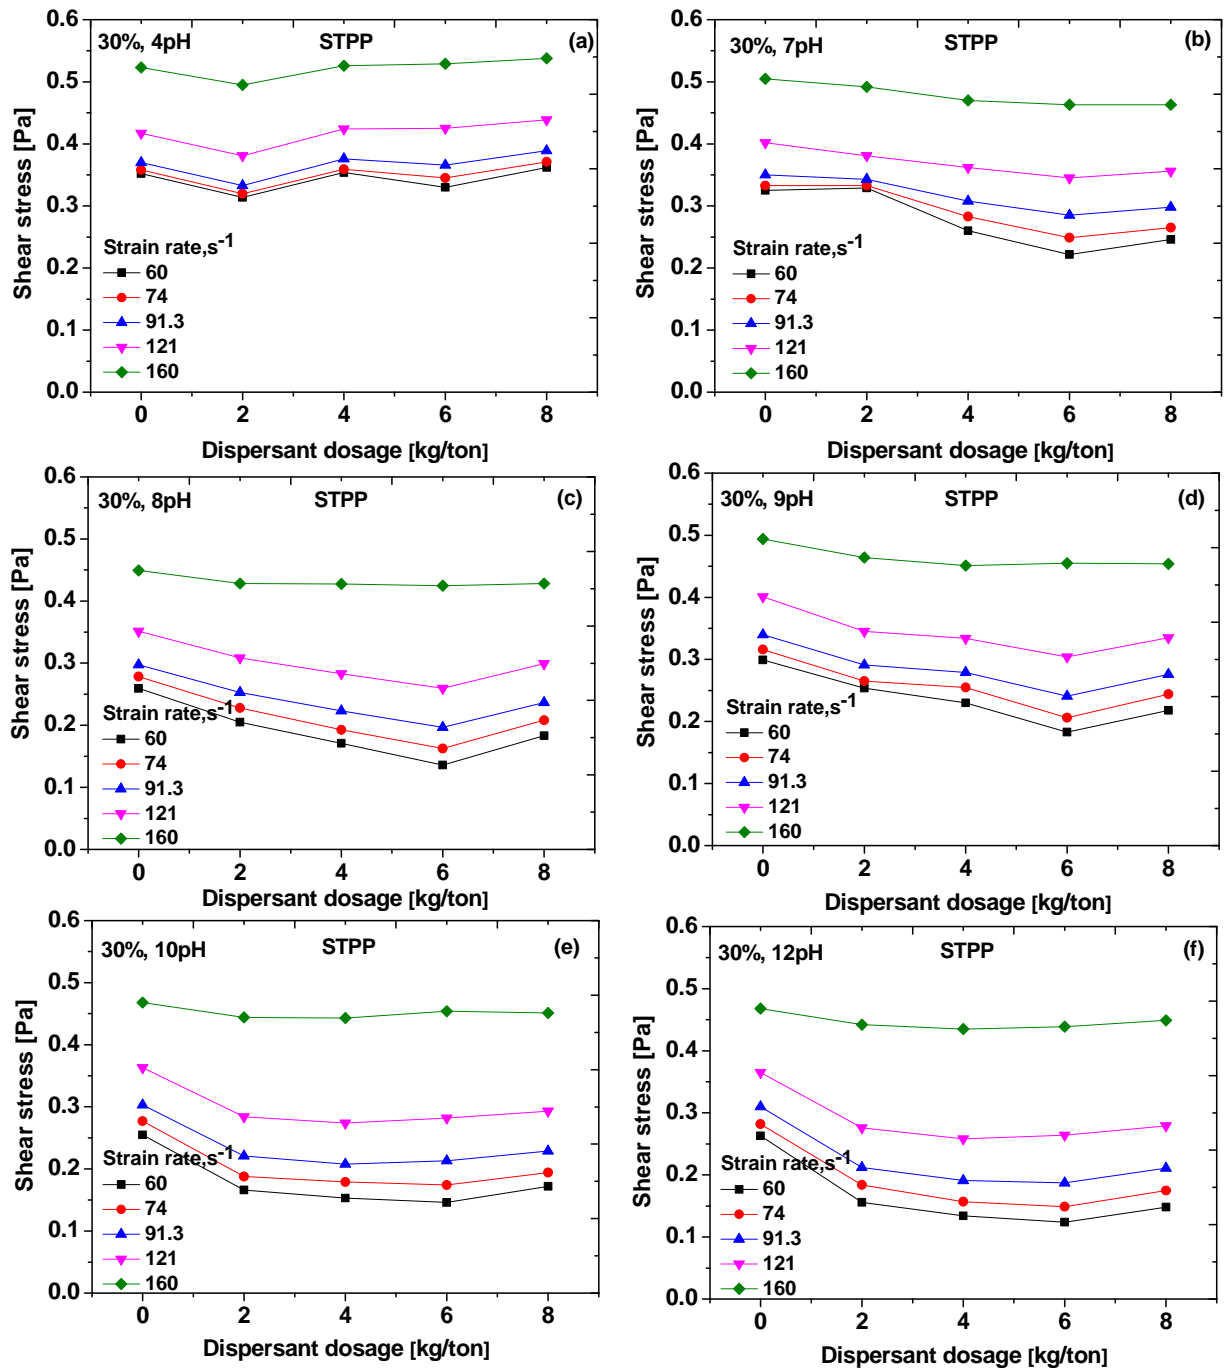 30%, 4pH
STPP
(a)
0.6
0.5
0.4
0.3
0.2
0.1
0.0
Shear stress [Pa]
Strain rate,s-1
60
74
91.3
121
160
0 2 4 6 8
Dispersant dosage [kg/ton]
30%, 7pH
STPP
(b)
0.6
0.5
0.4
0.3
0.2
0.1
0.0
Shear stress [Pa]
Strain rate,s-1
60
74
91.3
121
160
0 2 4 6 8
Dispersant dosage [kg/ton]
30%, 8pH
STPP
(c)
0.6
0.5
0.4
0.3
0.2
0.1
0.0
Shear stress [Pa]
Strain rate,s-1
60
74
91.3
121
160
0 2 4 6 8
Dispersant dosage [kg/ton]
30%, 9pH
STPP
(d)
0.6
0.5
0.4
0.3
0.2
0.1
0.0
Shear stress [Pa]
Strain rate,s-1
60
74
91.3
121
160
0 2 4 6 8
Dispersant dosage [kg/ton]
30%, 10pH
STPP
(e)
0.6
0.5
0.4
0.3
0.2
0.1
0.0
Shear stress [Pa]
Strain rate,s-1
60
74
91.3
121
160
0 2 4 6 8
Dispersant dosage [kg/ton]
30%, 12pH
STPP
(f)
0.6
0.5
0.4
0.3
0.2
0.1
0.0
Shear stress [Pa]
Strain rate,s-1
60
74
91.3
121
160
0 2 4 6 8
Dispersant dosage [kg/ton]